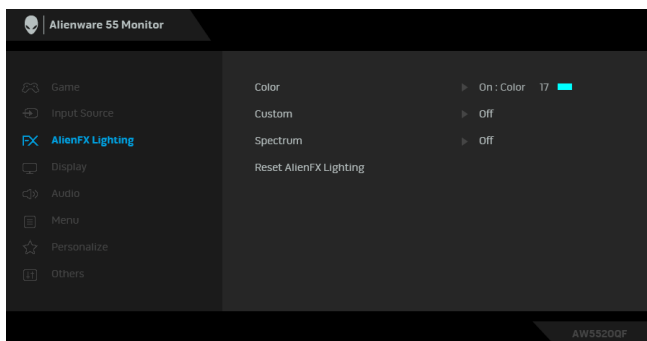 Alienware 55 Monitor
Game
Color On : Color 17
Input Source
Custom Off
AlienFX Lighting
Spectrum Off
Display
Reset AlienFX Lighting
Audio
Menu
Personalize
Others
AW5520QF